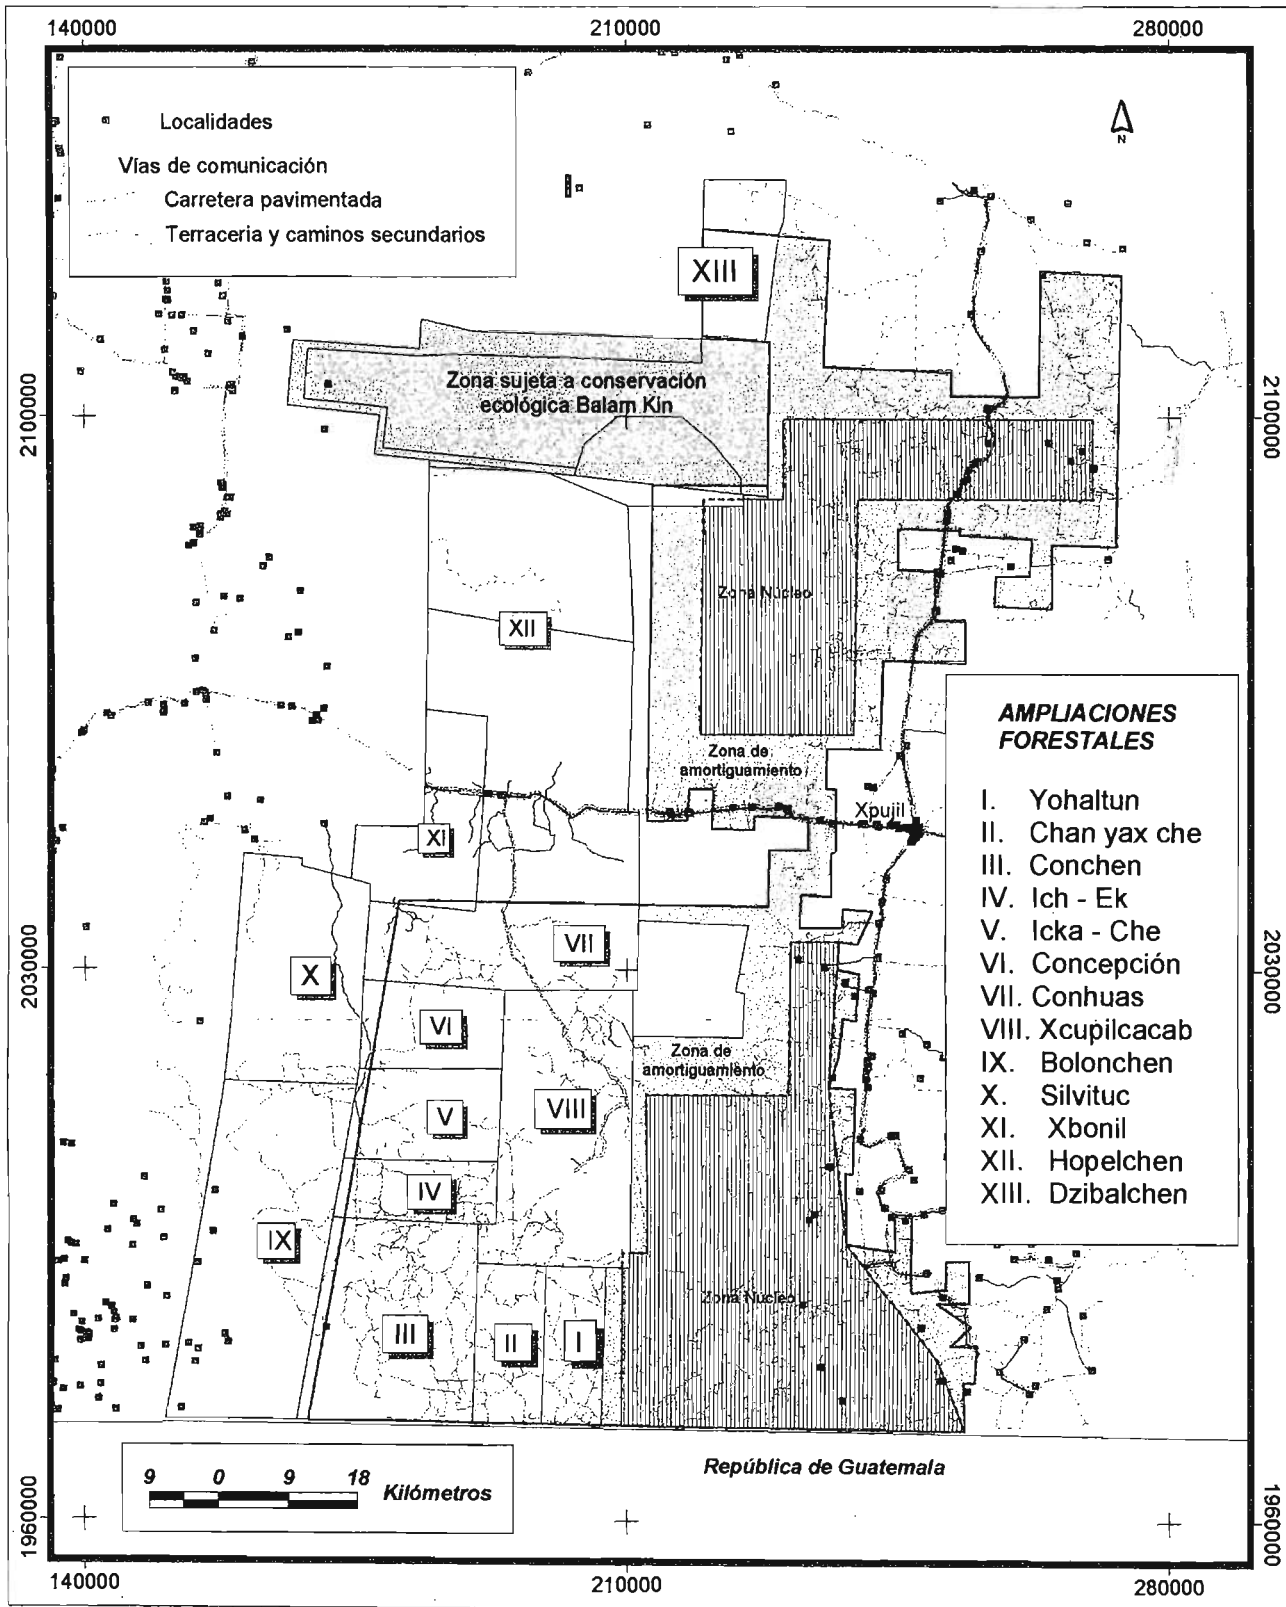 140000
210000
280000
Localidades
Vías de comunicación
Carretera pavimentada
Terraceria y caminos secundarios
N
XIII
Zona sujeta a conservación
ecológica Balam Kin
2100000
2100000
Zona Núcleo
XII
Zona de
amortiguamiento
Xpujil
XI
AMPLIACIONES
FORESTALES
I. Yohaltun
II. Chan yax che
III. Conchen
IV. Ich - Ek
V. Icka - Che
VI. Concepción
VII. Conhuas
VIII. Xcupilcacab
IX. Bolonchen
X. Silvituc
XI. Xbonil
XII. Hopelchen
XIII. Dzibalchen
VII
X
2030000
2030000
VI
Zona de
amortiguamiento
V
VIII
IV
IX
Zona Núcleo
III
II
I
República de Guatemala
9 0 9 18
Kilómetros
1960000
1960000
140000
210000
280000